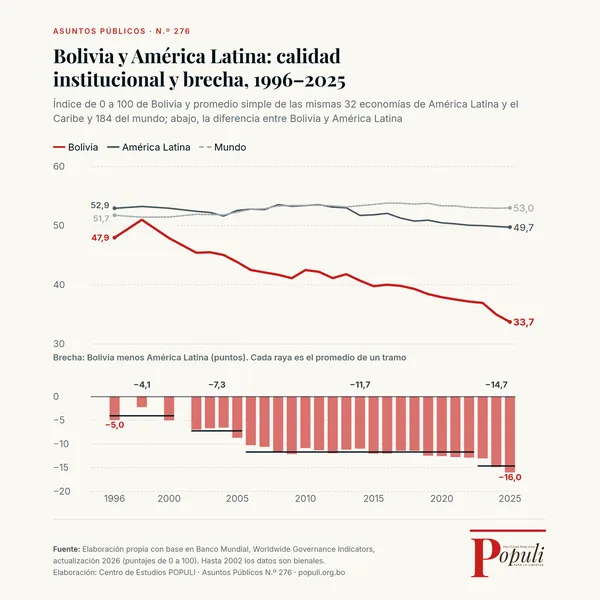 ASUNTOS PÚBLICOS · N.º 276
Bolivia y América Latina: calidad
institucional y brecha, 1996–2025
Índice de 0 a 100 de Bolivia y promedio simple de las mismas 32 economías de América Latina y el
Caribe y 184 del mundo; abajo, la diferencia entre Bolivia y América Latina
Bolivia América Latina Mundo
60
52,9
53,0
51,7
50
49,7
47,9
40
33,7
30
Brecha: Bolivia menos América Latina (puntos). Cada raya es el promedio de un tramo
−4,1 −7,3 −11,7 −14,7
0
−5
−5,0
−10
−15
−16,0
−20
1996 2000 2005 2010 2015 2020 2025
Fuente: Elaboración propia con base en Banco Mundial, Worldwide Governance Indicators,
actualización 2026 (puntajes de 0 a 100). Hasta 2002 los datos son bienales.
Elaboración: Centro de Estudios POPULI · Asuntos Públicos N.º 276 · populi.org.bo
Populi